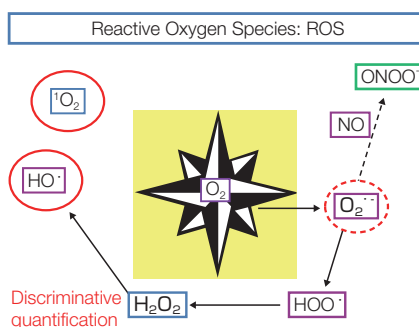 Reactive Oxygen Species: ROS
ONOO⁻
¹O₂
NO
HO˙
O₂
O₂˙⁻
Discriminative
quantification
H₂O₂
HOO˙